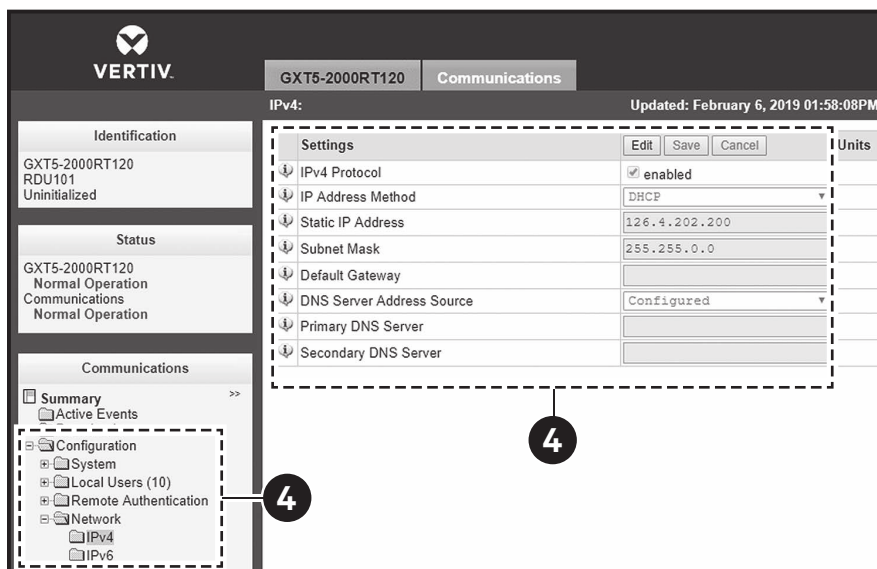 VERTIV.
GXT5-2000RT120 Communications
IPv4: Updated: February 6, 2019 01:58:08PM
Identification
GXT5-2000RT120
RDU101
Uninitialized
Status
GXT5-2000RT120
Normal Operation
Communications
Normal Operation
Communications
Summary >>
Active Events
Configuration
System
Local Users (10)
Remote Authentication
Network
IPv4
IPv6
4
Settings Edit Save Cancel Units
IPv4 Protocol enabled
IP Address Method DHCP
Static IP Address 126.4.202.200
Subnet Mask 255.255.0.0
Default Gateway
DNS Server Address Source Configured
Primary DNS Server
Secondary DNS Server
4